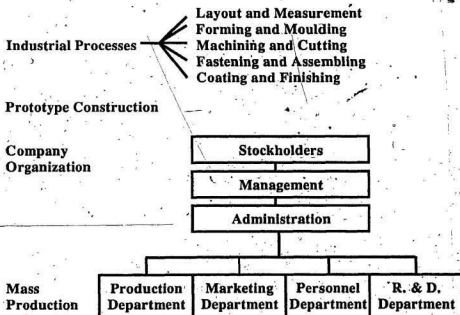 Layout and Measurement
Forming and Moulding
Industrial Processes
Machining and Cutting
Fastening and Assembling
Coating and Finishing
Prototype Construction
Company
Organization
Stockholders
Management
Administration
Mass
Production
Production
Department
Marketing
Department
Personnel
Department
R. & D.
Department